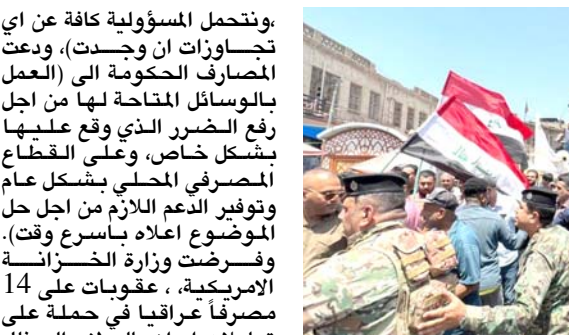 ،ونتحمل المسؤولية كافة عن اي
تجاوزات ان وجدت)، ودعت
المصارف الحكومة الى (العمل
بالوسائل المتاحة لها من اجل
رفع الضرر الذي وقع عليها
بشكل خاص، وعلى القطاع
المصرفي المحلي بشكل عام
وتوفير الدعم اللازم من اجل حل
الموضوع اعلاه باسرع وقت).
وفرضت وزارة الخزانة
الامريكية، ، عقوبات على 14
مصرفاً عراقيا في حملة على